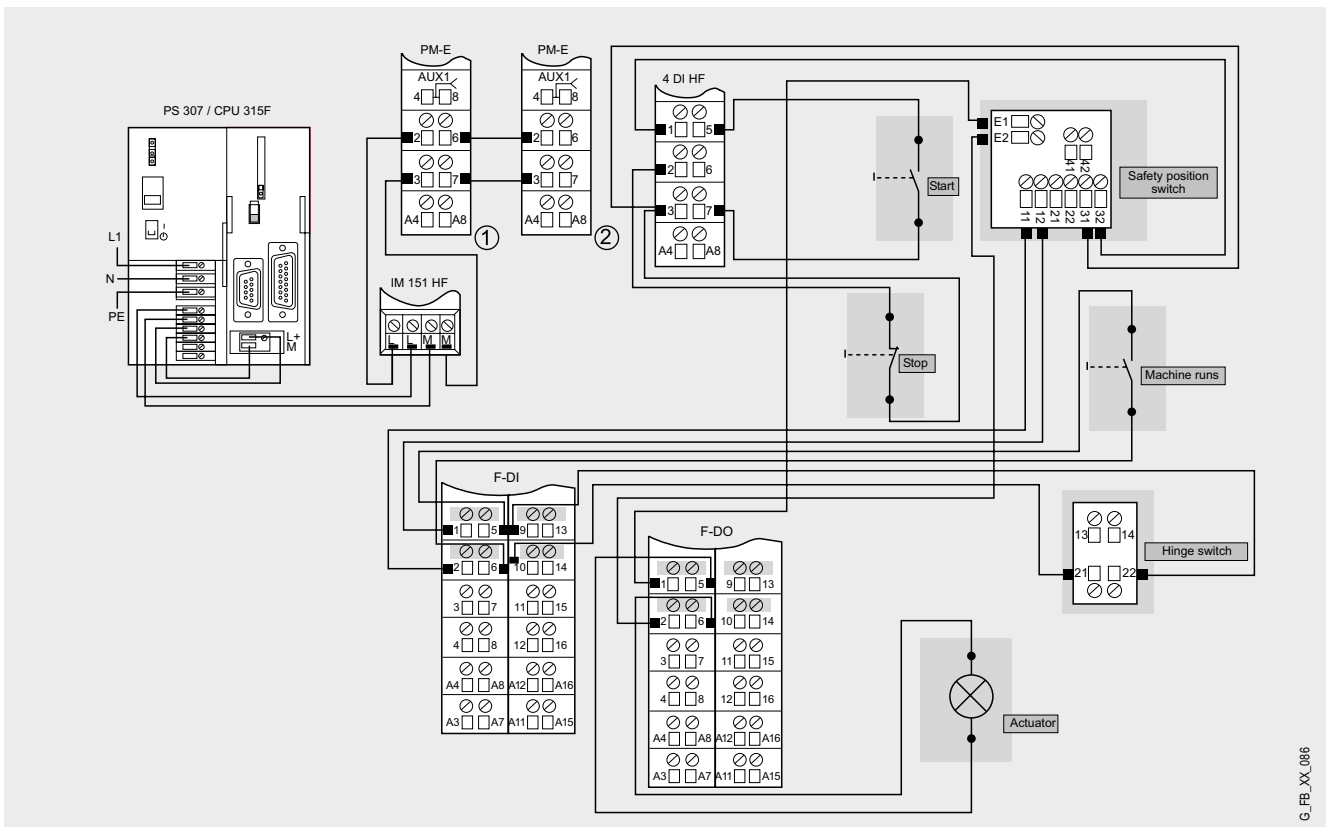 PS 307 / CPU 315F
L1
N
PE
L+
M
PM-E
AUX1
4 8
2 6
3 7
A4 A8
1
PM-E
AUX1
4 8
2 6
3 7
A4 A8
2
IM 151 HF
L L M M
4 DI HF
1 5
2 6
3 7
A4 A8
Start
Stop
E1
E2
41 42
11 12 21 22 31 32
Safety position
switch
Machine runs
F-DI
1 5 9 13
2 6 10 14
3 7 11 15
4 8 12 16
A4 A8 A12 A16
A3 A7 A11 A15
F-DO
1 5 9 13
2 6 10 14
3 7 11 15
4 8 12 16
A4 A8 A12 A16
A3 A7 A11 A15
13 14
21 22
Hinge switch
Actuator
G_FB_XX_086